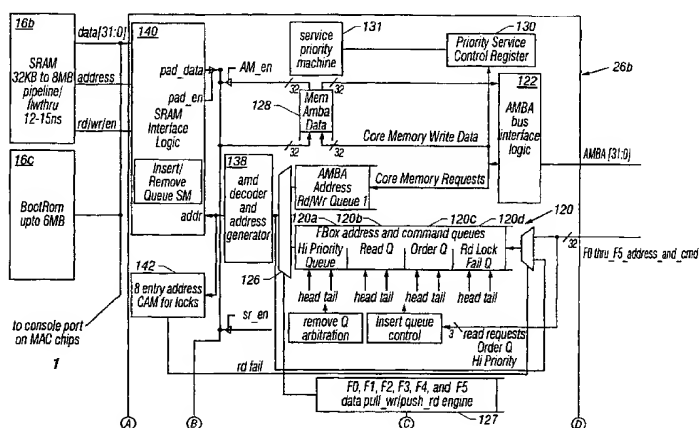 16b
SRAM
32KB to 8MB
pipeline/
flwthru
12-15ns
data[31:0]
address
rd/wr/en
16c
BootRom
upto 6MB
to console port
on MAC chips
1
140
pad_data
pad_en
SRAM
Interface
Logic
Insert/
Remove
Queue SM
addr
142
8 entry address
CAM for locks
rd fail
AM_en
32
32
128
Mem
Amba
Data
32
32
Core Memory Write Data
131
service
priority
machine
130
Priority Service
Control Register
122
AMBA
bus
interface
logic
26b
AMBA [31:0]
138
amd decoder
and
address
generator
126
sr_en
AMBA
Address
Rd/Wr Queue 1
Core Memory Requests
120a
120b
120c
120d
120
FBox address and command queues
Hi Priority
Queue
Read Q
Order Q
Rd Lock
Fail Q
head tail
head tail
head tail
head tail
remove Q
arbitration
Insert queue
control
3
read requests
Order Q
Hi Priority
32
F0 thru_F5_address_and_cmd
F0, F1, F2, F3, F4, and F5
data pull_wr/push_rd engine
127
A
B
C
D